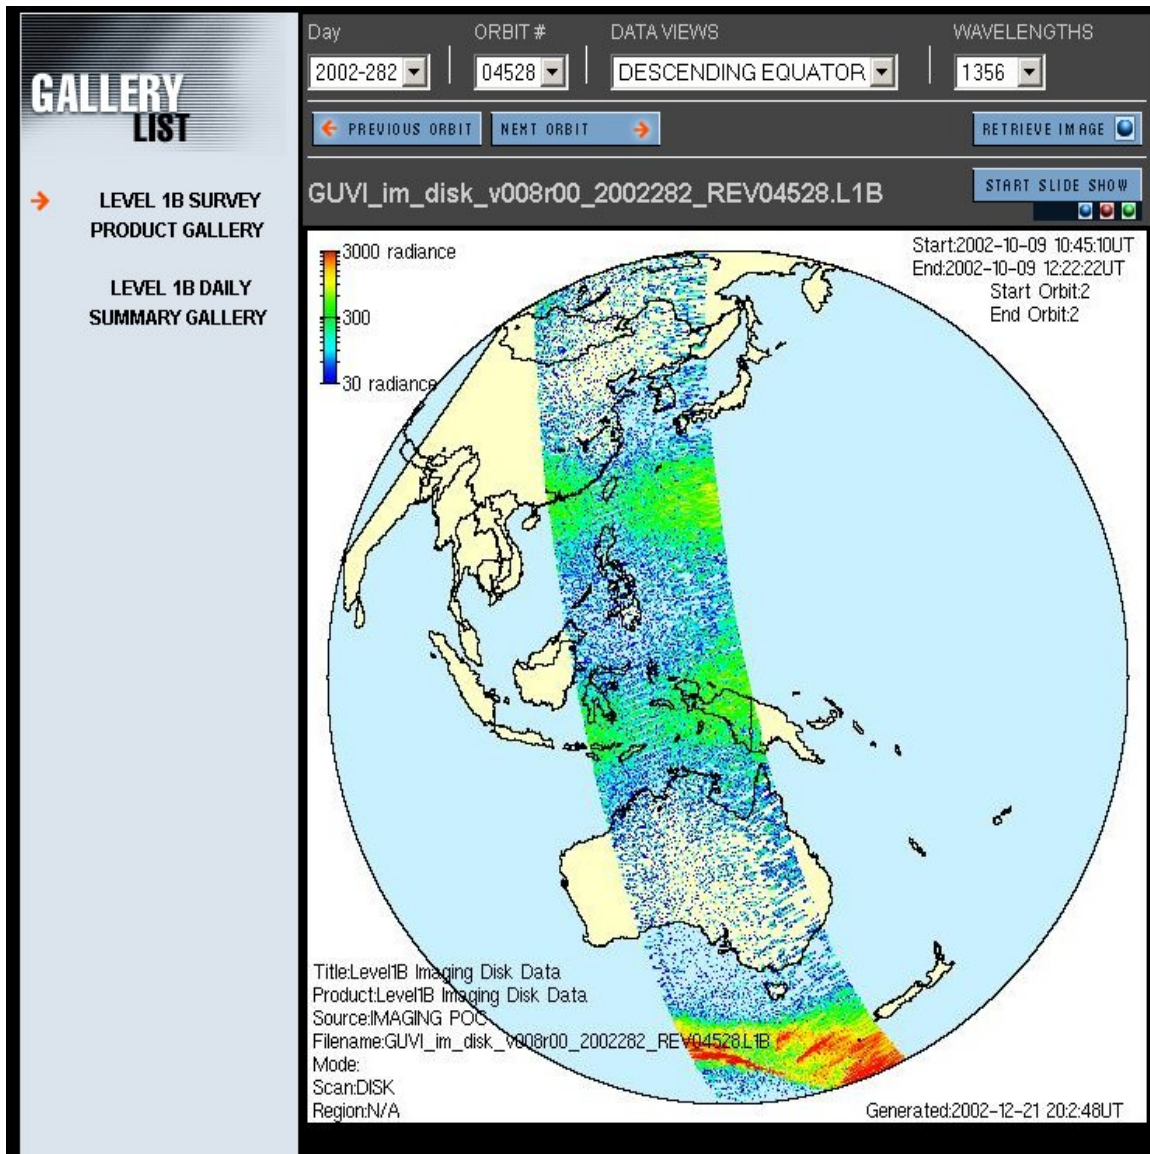 GALLERY
LIST
LEVEL 1B SURVEY
PRODUCT GALLERY
LEVEL 1B DAILY
SUMMARY GALLERY
Day ORBIT # DATA VIEWS WAVELENGTHS
2002-282 04528 DESCENDING EQUATOR 1356
PREVIOUS ORBIT NEXT ORBIT RETRIEVE IMAGE
GUVI_im_disk_v008r00_2002282_REV04528.L1B START SLIDE SHOW
3000 radiance
300
30 radiance
Start:2002-10-09 10:45:10UT
End:2002-10-09 12:22:22UT
Start Orbit:2
End Orbit:2
Title:Level1B Imaging Disk Data
Product:Level1B Imaging Disk Data
Source:IMAGING POC
Filename:GUVI_im_disk_v008r00_2002282_REV04528.L1B
Mode:
Scan:DISK
Region:N/A
Generated:2002-12-21 20:2:48UT